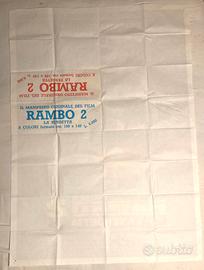 IL MANIFESTO ORIGINALE DEL FILM
RAMBO 2
LA VENDETTA
A COLORI formato cm. 100 x 140
IL MANIFESTO ORIGINALE DEL FILM
RAMBO 2
LA VENDETTA
A COLORI formato cm. 100 x 140
subito